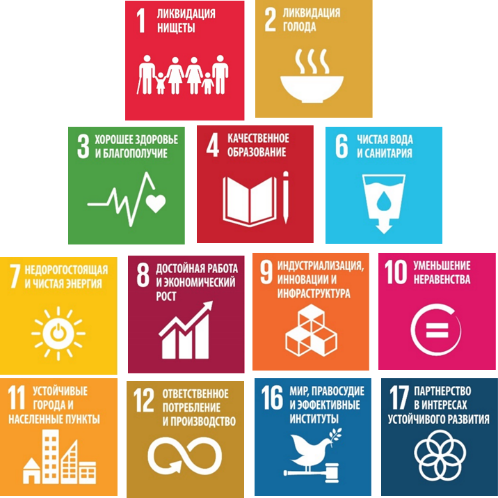 1 ЛИКВИДАЦИЯ
НИЩЕТЫ
2 ЛИКВИДАЦИЯ
ГОЛОДА
3 ХОРОШЕЕ ЗДОРОВЬЕ
И БЛАГОПОЛУЧИЕ
4 КАЧЕСТВЕННОЕ
ОБРАЗОВАНИЕ
6 ЧИСТАЯ ВОДА
И САНИТАРИЯ
7 НЕДОРОГОСТОЯЩАЯ
И ЧИСТАЯ ЭНЕРГИЯ
8 ДОСТОЙНАЯ РАБОТА
И ЭКОНОМИЧЕСКИЙ
РОСТ
9 ИНДУСТРИАЛИЗАЦИЯ,
ИННОВАЦИИ И
ИНФРАСТРУКТУРА
10 УМЕНЬШЕНИЕ
НЕРАВЕНСТВА
11 УСТОЙЧИВЫЕ
ГОРОДА И
НАСЕЛЕННЫЕ ПУНКТЫ
12 ОТВЕТСТВЕННОЕ
ПОТРЕБЛЕНИЕ
И ПРОИЗВОДСТВО
16 МИР, ПРАВОСУДИЕ
И ЭФФЕКТИВНЫЕ
ИНСТИТУТЫ
17 ПАРТНЕРСТВО
В ИНТЕРЕСАХ
УСТОЙЧИВОГО РАЗВИТИЯ